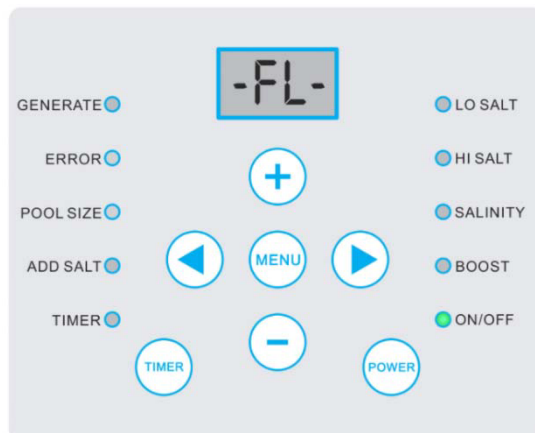 -FL-
GENERATE
LO SALT
ERROR
HI SALT
+
POOL SIZE
SALINITY
ADD SALT
MENU
BOOST
TIMER
ON/OFF
-
TIMER
POWER